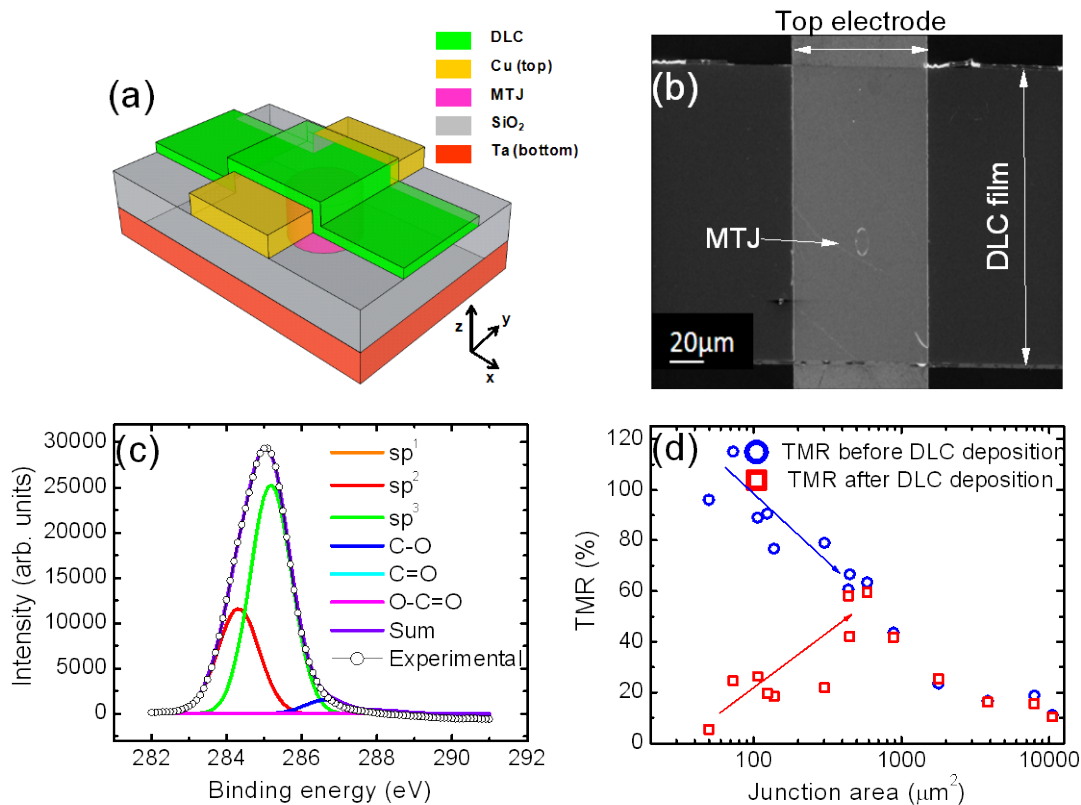 (a)
DLC
Cu (top)
MTJ
SiO₂
Ta (bottom)
z
y
x
Top electrode
(b)
MTJ
DLC film
20μm
(c)
30000
25000
20000
15000
10000
5000
0
Intensity (arb. units)
sp¹
sp²
sp³
C-O
C=O
O-C=O
Sum
Experimental
282 284 286 288 290 292
Binding energy (eV)
(d)
120
100
80
60
40
20
0
TMR (%)
TMR before DLC deposition
TMR after DLC deposition
100 1000 10000
Junction area (μm²)